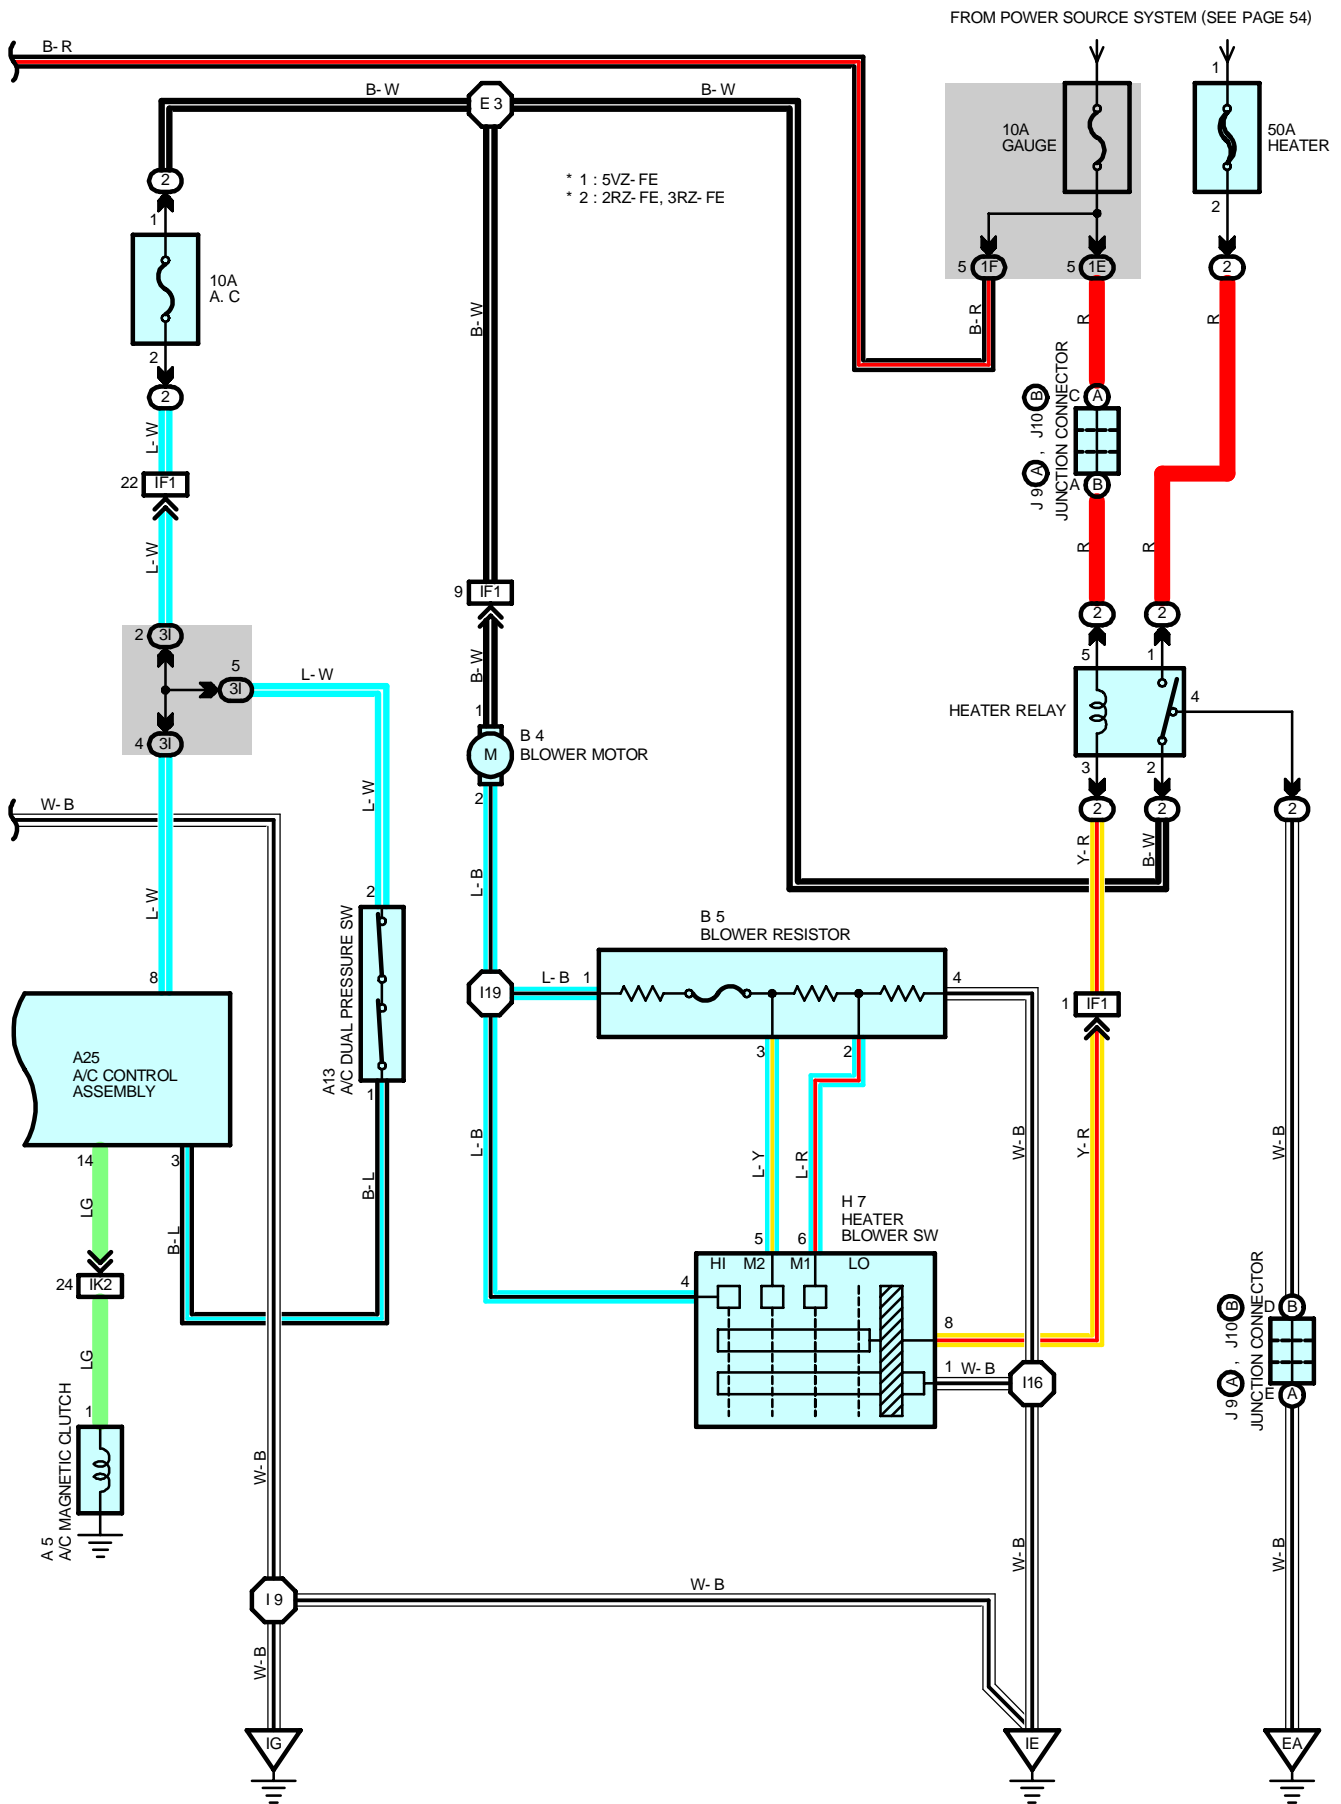 FROM POWER SOURCE SYSTEM (SEE PAGE 54)
B-R
B-W
E 3
B-W
1
10A
GAUGE
50A
HEATER
* 1 : 5VZ-FE
* 2 : 2RZ-FE, 3RZ-FE
2
1
2
5 1F
5 1E
2
10A
A. C
B-W
B-R
R
R
2
2
J 9 A , J10 B
JUNCTION CONNECTOR
C A
A B
L-W
22 IF1
L-W
R
R
9 IF1
2
2
2 3I
5
3I
L-W
B-W
5
1
4
HEATER RELAY
1
B 4
BLOWER MOTOR
M
4 3I
3
2
2
W-B
L-W
2
2
2
Y-R
B-W
L-W
L-B
2
A13
A/C DUAL PRESSURE SW
B 5
BLOWER RESISTOR
8
I19
L-B 1
4
1 IF1
A25
A/C CONTROL
ASSEMBLY
3
2
1
14
3
L-B
L-Y
L-R
W-B
Y-R
W-B
LG
B-L
B-L
H 7
HEATER
BLOWER SW
5
6
24 IK2
4
HI M2 M1 LO
8
J 9 A , J10 B
JUNCTION CONNECTOR
D B
E A
LG
1 W-B
I16
1
A 5
A/C MAGNETIC CLUTCH
W-B
W-B
W-B
I 9
W-B
W-B
IG
IE
EA